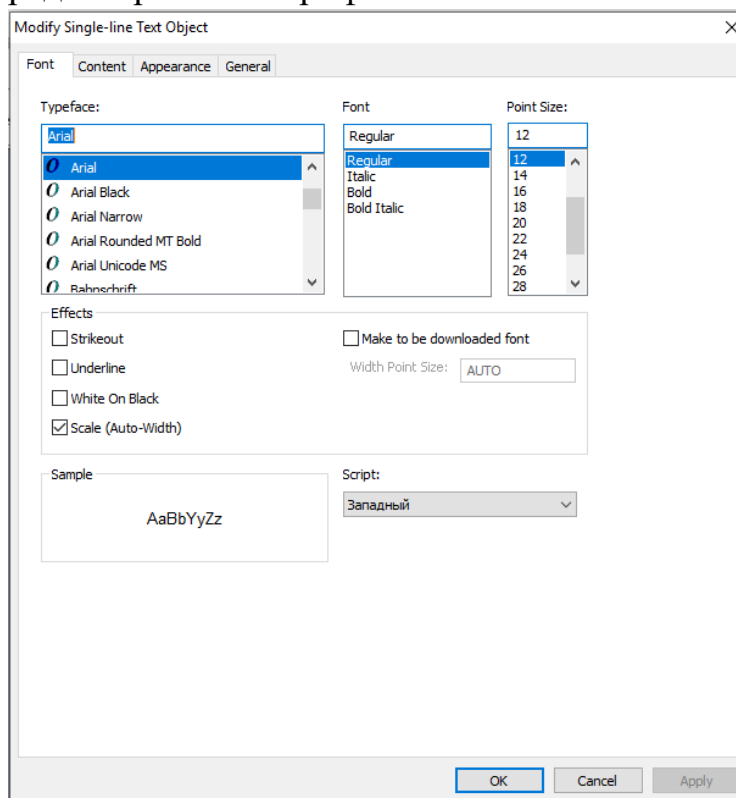 Modify Single-line Text Object
Font Content Appearance General
Typeface: Font Point Size:
Arial Regular 12
Arial
Arial Black
Arial Narrow
Arial Rounded MT Bold
Arial Unicode MS
Bahnschrift
Regular
Italic
Bold
Bold Italic
12
14
16
18
20
22
24
26
28
Effects
Strikeout
Underline
White On Black
Scale (Auto-Width)
Make to be downloaded font
Width Point Size: AUTO
Sample
AaBbYyZz
Script:
Западный
OK Cancel Apply